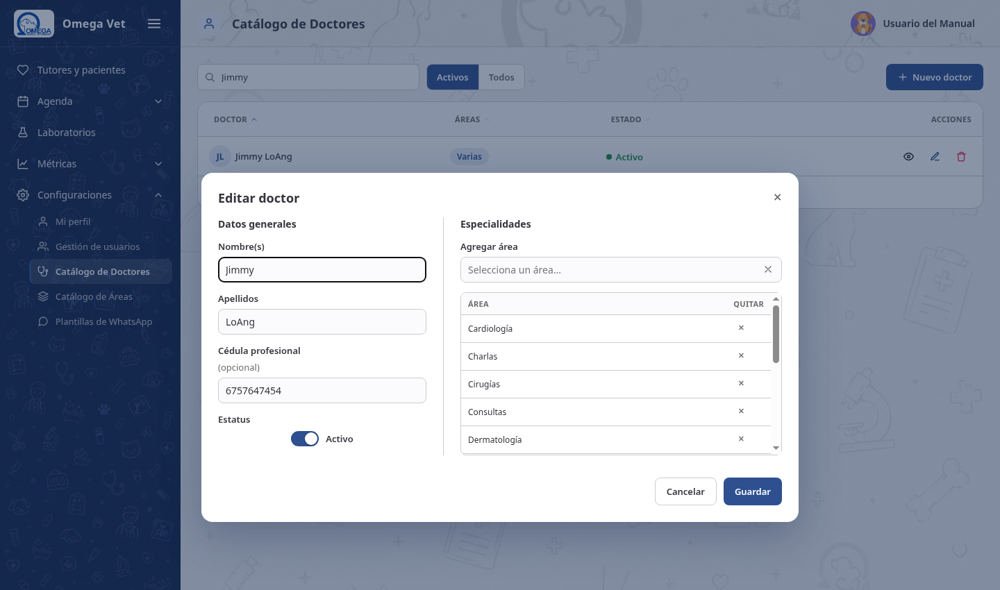 OMEGA
Omega Vet
Catálogo de Doctores
Usuario del Manual
Tutores y pacientes
Agenda
Laboratorios
Métricas
Configuraciones
Mi perfil
Gestión de usuarios
Catálogo de Doctores
Catálogo de Áreas
Plantillas de WhatsApp
Jimmy
Activos
Todos
Nuevo doctor
DOCTOR
ÁREAS
ESTADO
ACCIONES
JL
Jimmy LoAng
Varias
Activo
Editar doctor
Datos generales
Nombre(s)
Jimmy
Apellidos
LoAng
Cédula profesional
(opcional)
6757647454
Estatus
Activo
Especialidades
Agregar área
Selecciona un área...
ÁREA
QUITAR
Cardiología
Charlas
Cirugías
Consultas
Dermatología
Cancelar
Guardar